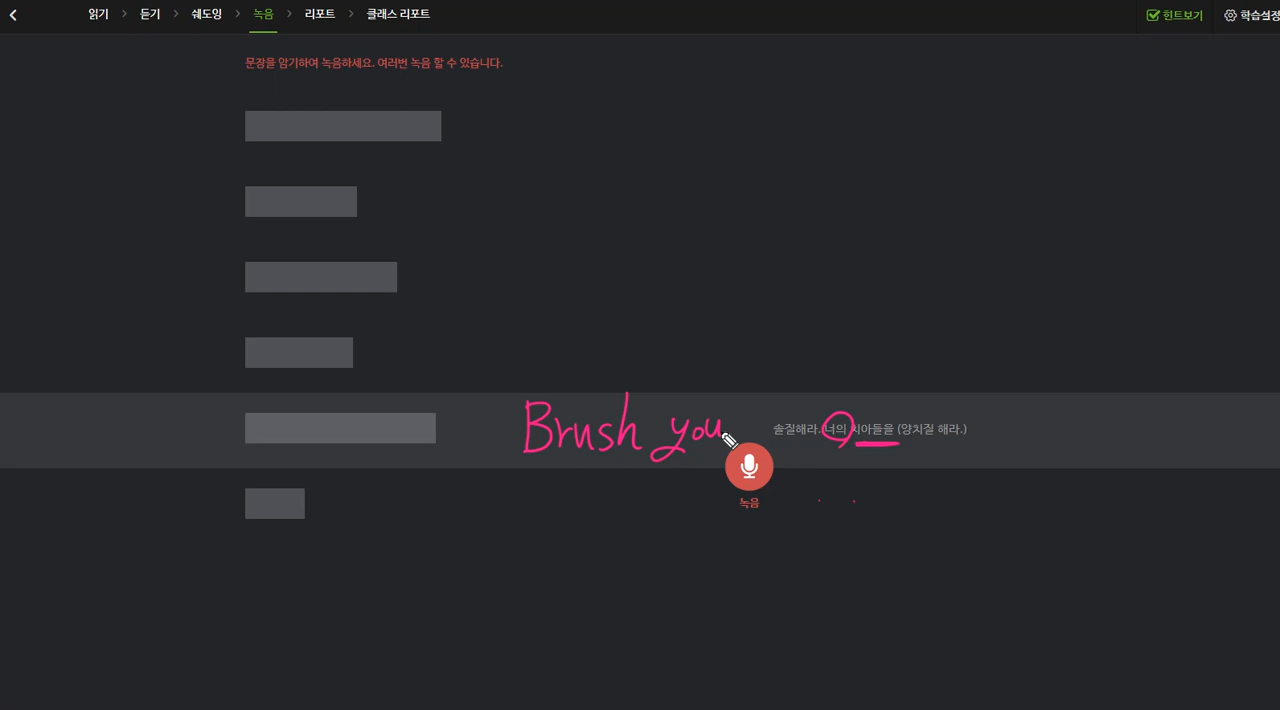 읽기 > 듣기 > 쉐도잉 > 녹음 > 리포트 > 클래스 리포트 힌트보기 학습설정
문장을 암기하여 녹음하세요. 여러번 녹음 할 수 있습니다.
Brush you 솔질해라. 너의 치아들을 (양치질 해라.)
녹음